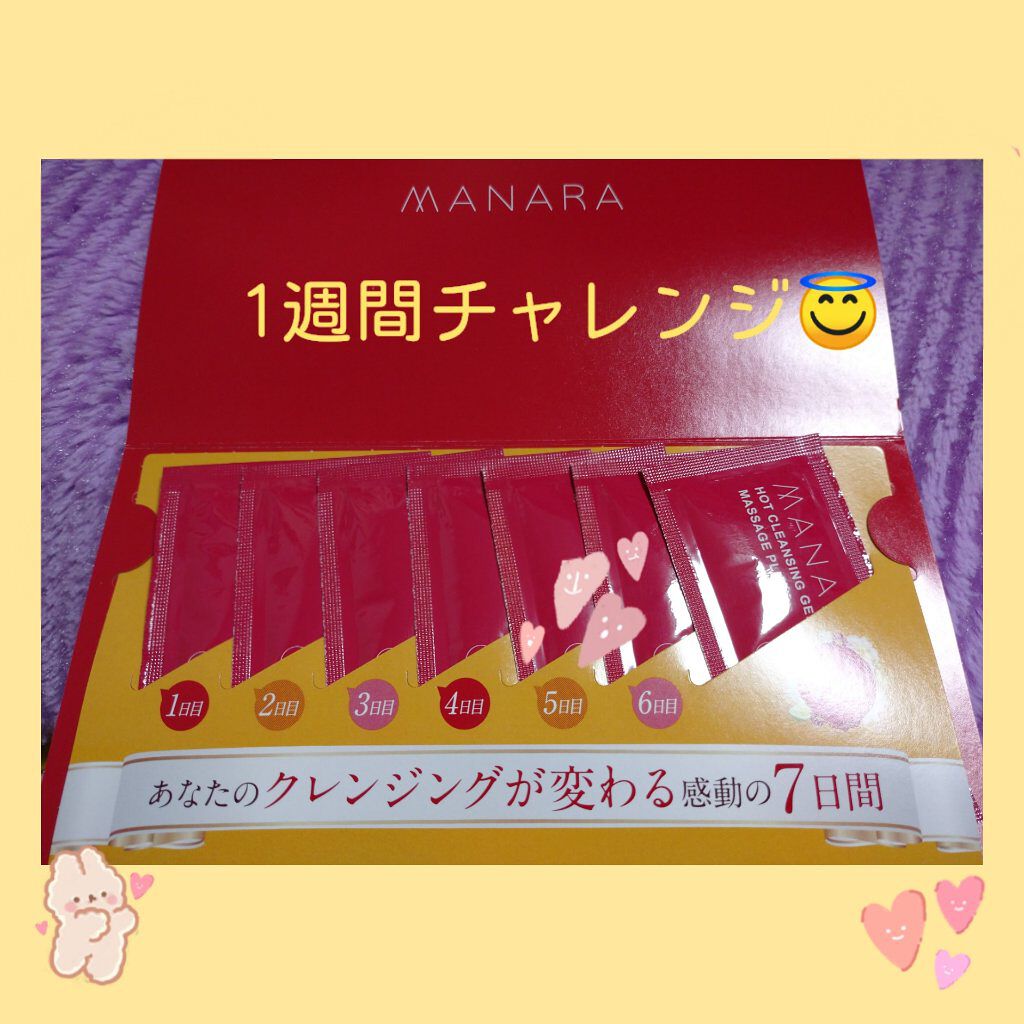 MANARA
1週間チャレンジ😇
MANA
HOT CLEANSING GE
MASSAGE PL
1日目
2日目
3日目
4日目
5日目
6日目
あなたのクレンジングが変わる感動の7日間